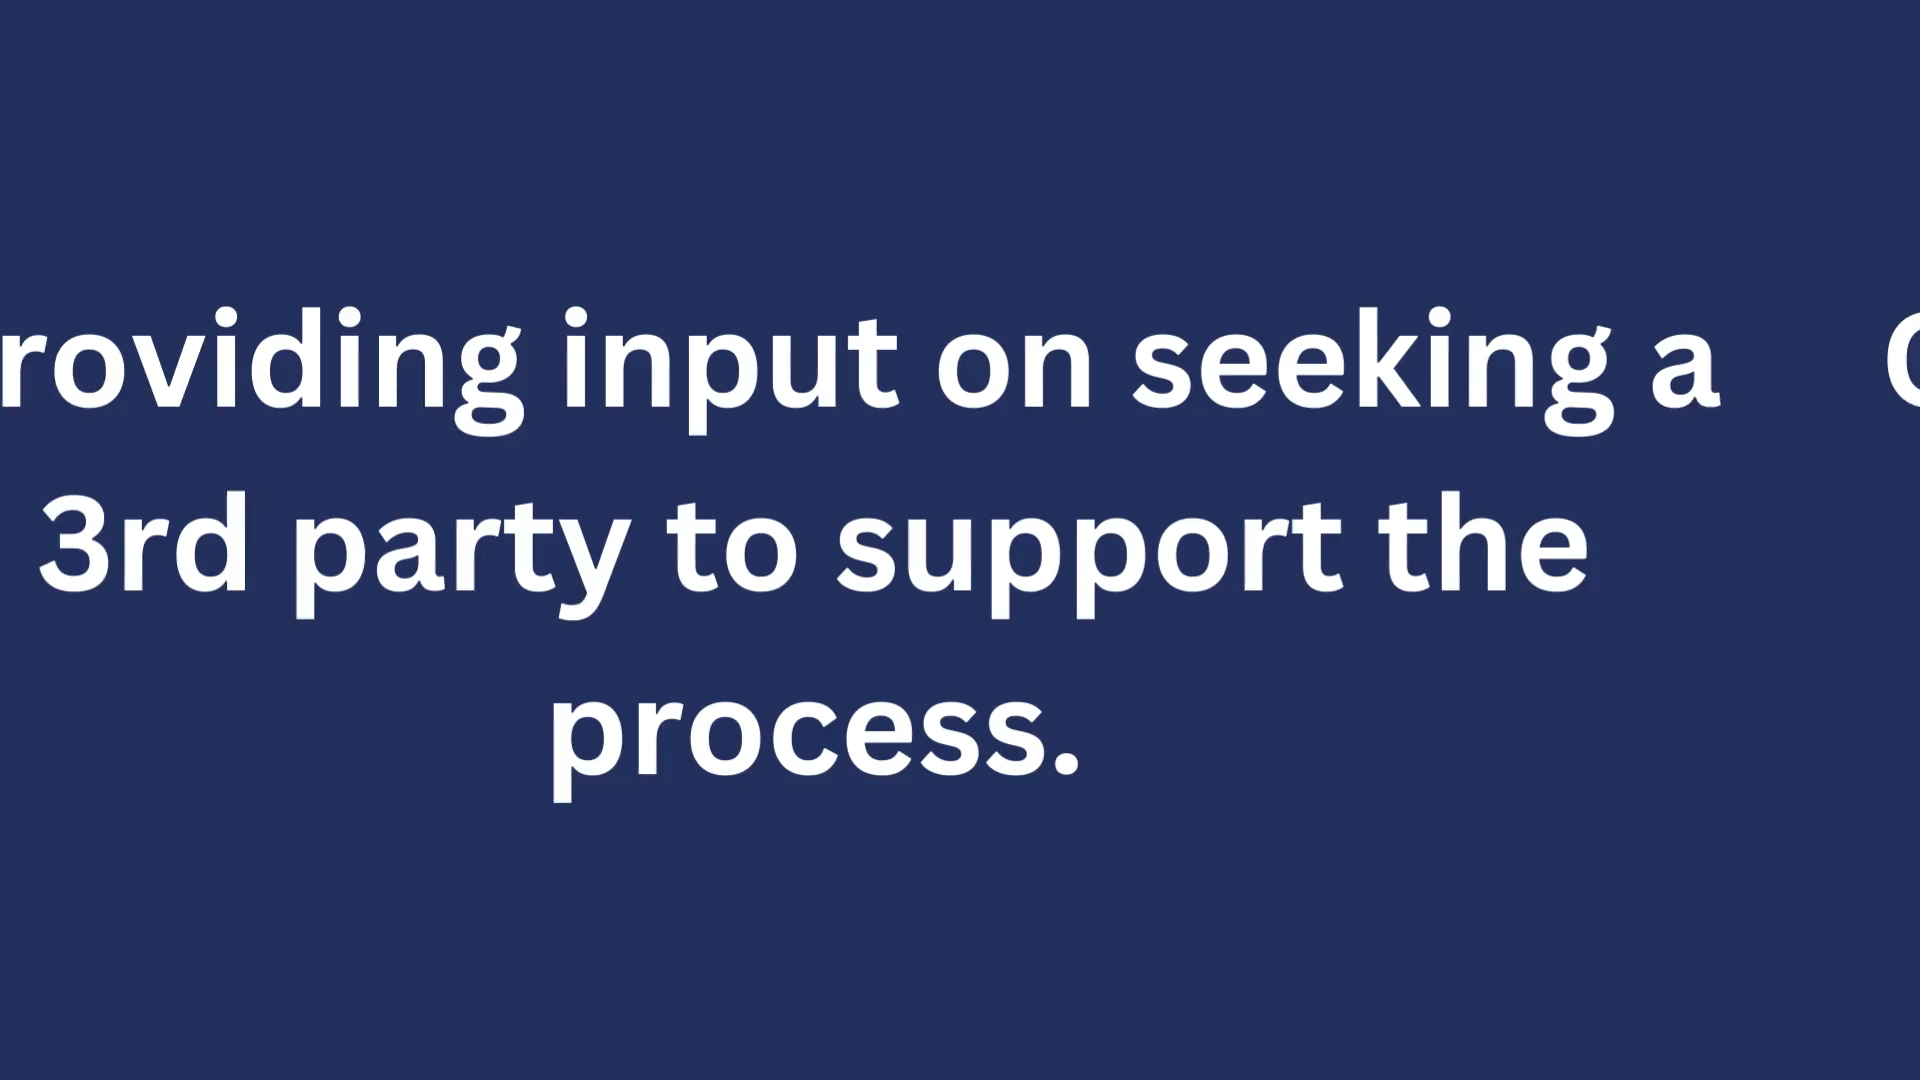 roviding input on seeking a
3rd party to support the
process.